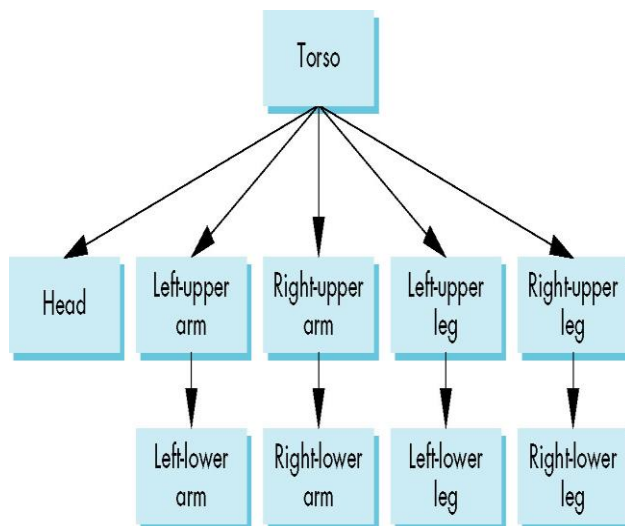 Torso
Head
Left-upper
arm
Right-upper
arm
Left-upper
leg
Right-upper
leg
Left-lower
arm
Right-lower
arm
Left-lower
leg
Right-lower
leg